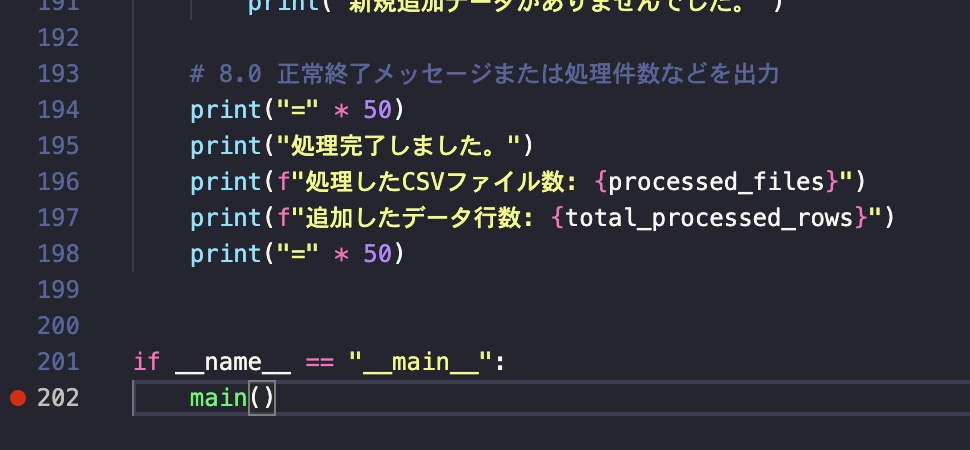 191 print("新規追加データがありませんでした。")
192
193 # 8.0 正常終了メッセージまたは処理件数などを出力
194 print("=" * 50)
195 print("処理完了しました。")
196 print(f"処理したCSVファイル数: {processed_files}")
197 print(f"追加したデータ行数: {total_processed_rows}")
198 print("=" * 50)
199
200
201 if __name__ == "__main__":
202 main()